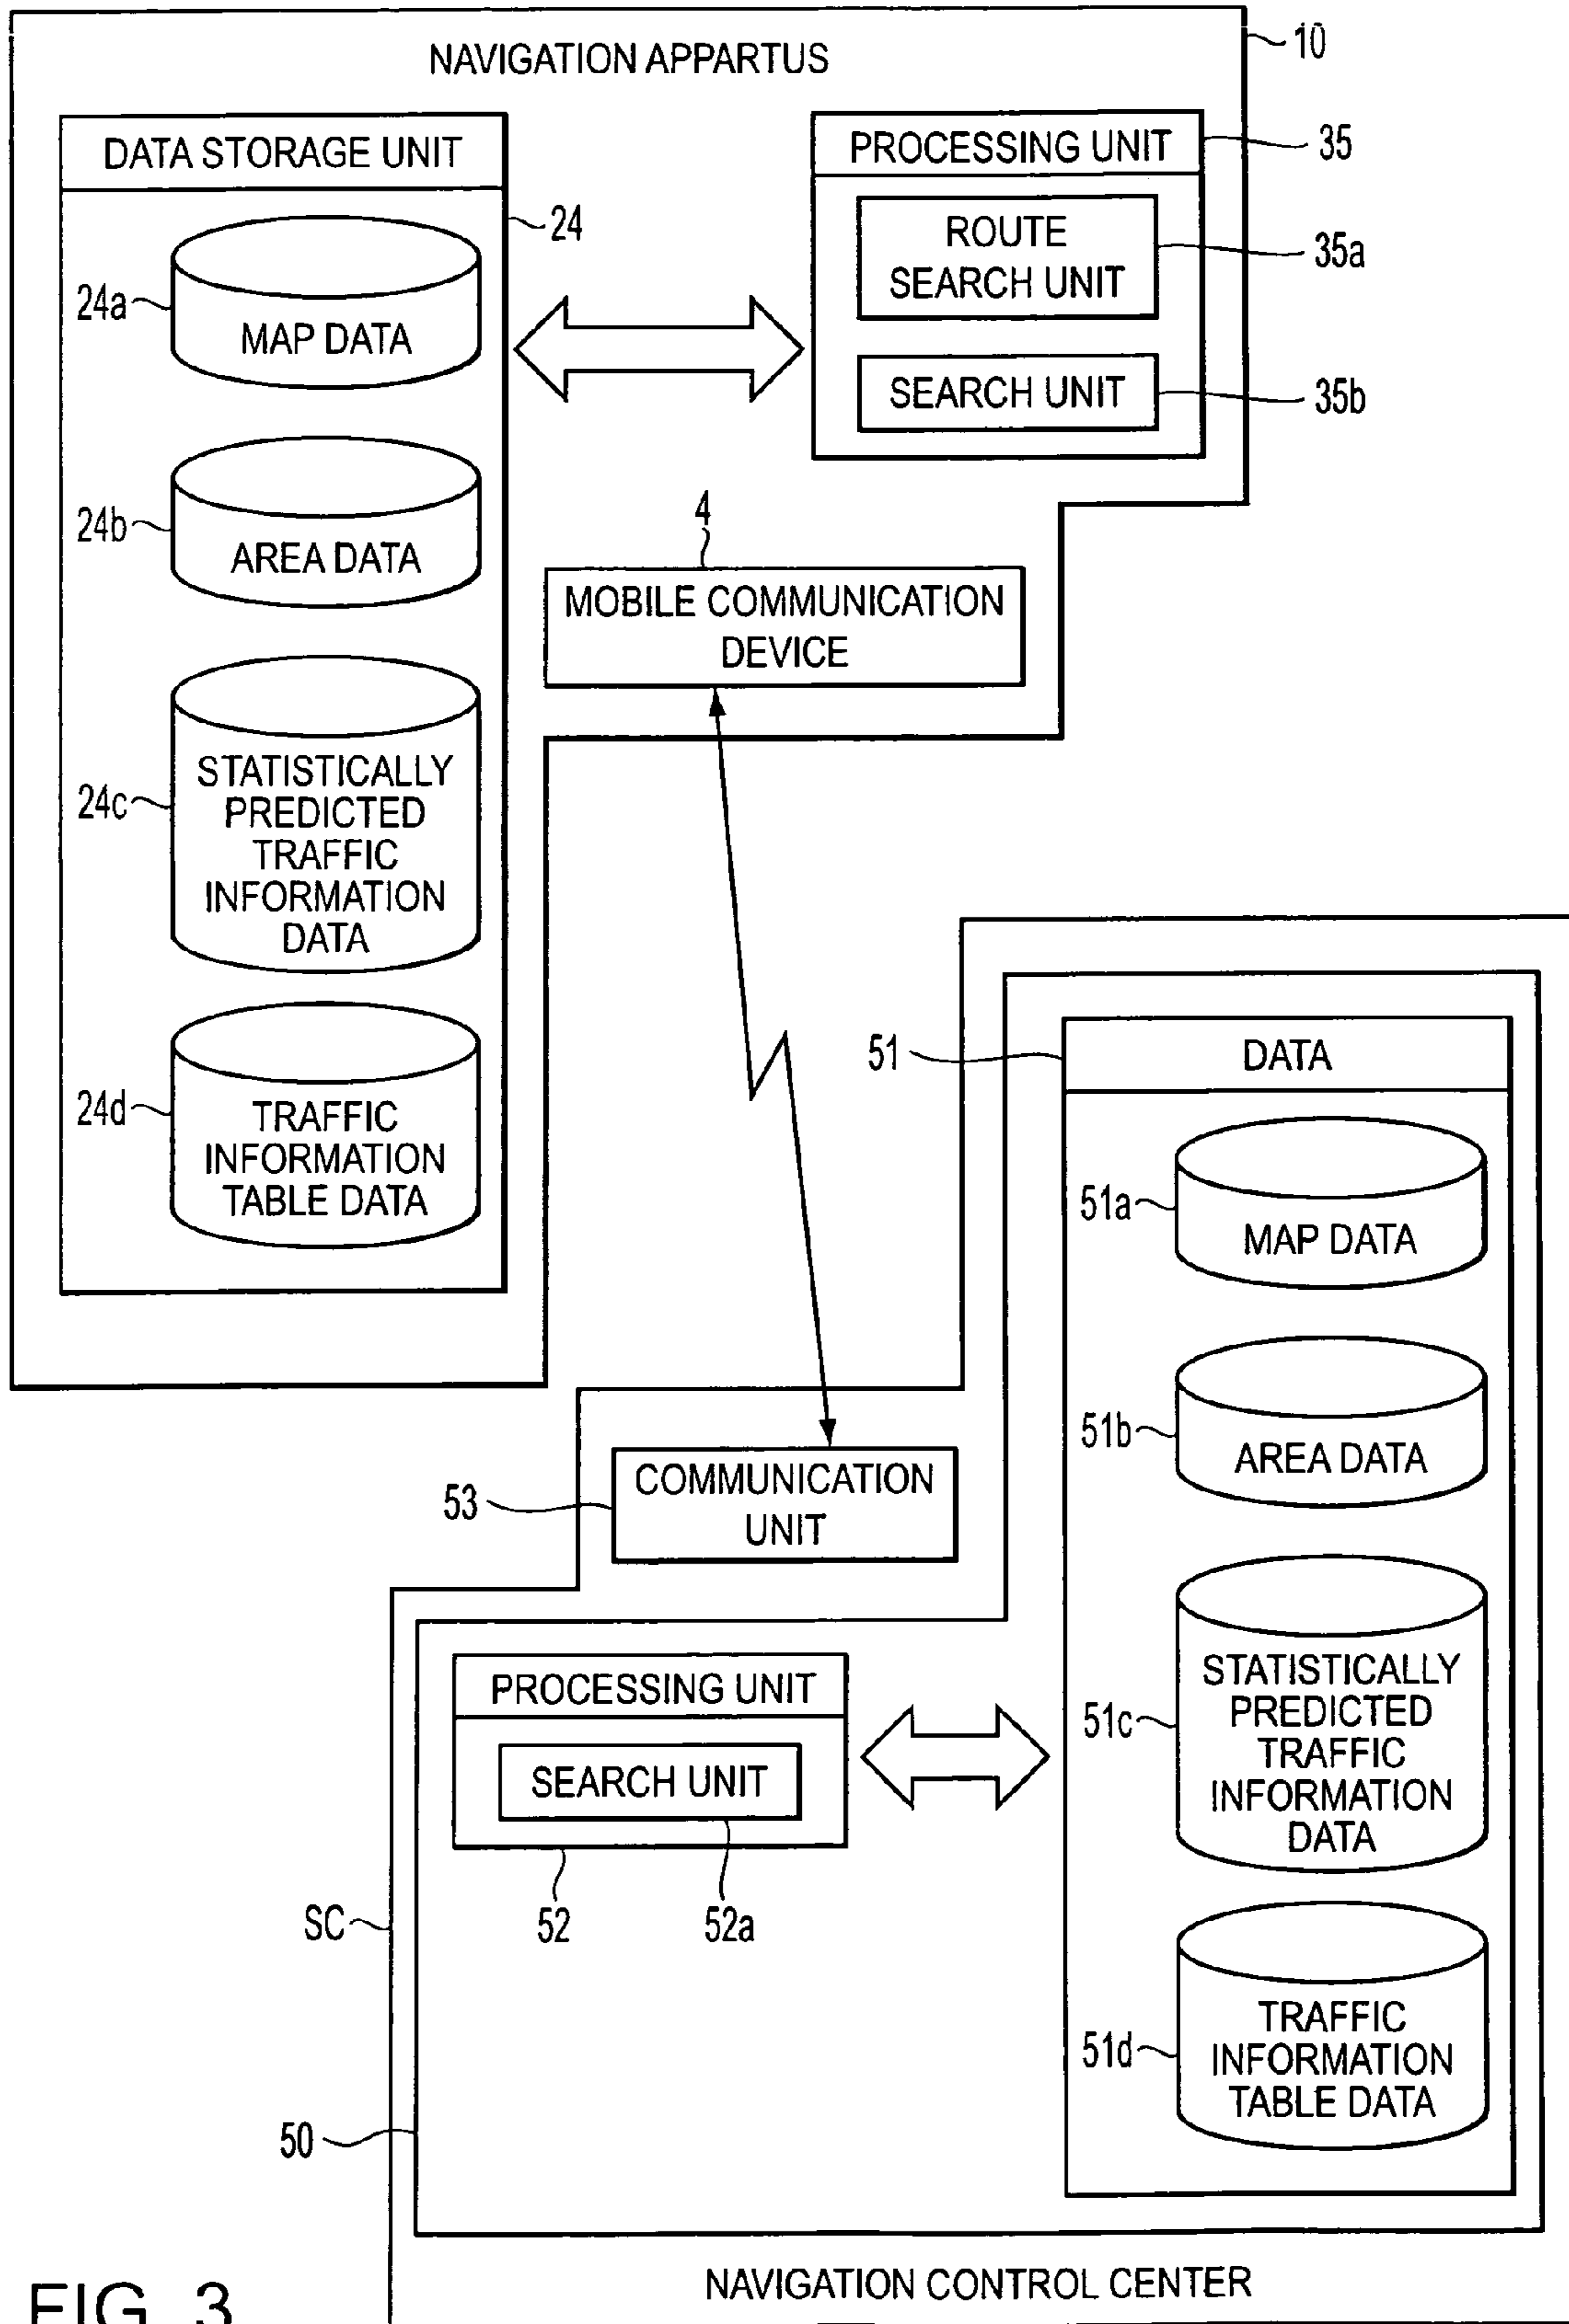 NAVIGATION APPARTUS
10
DATA STORAGE UNIT
24
24a
MAP DATA
24b
AREA DATA
24c
STATISTICALLY
PREDICTED
TRAFFIC
INFORMATION
DATA
24d
TRAFFIC
INFORMATION
TABLE DATA
PROCESSING UNIT
35
ROUTE
SEARCH UNIT
35a
SEARCH UNIT
35b
4
MOBILE COMMUNICATION
DEVICE
51
DATA
51a
MAP DATA
51b
AREA DATA
51c
STATISTICALLY
PREDICTED
TRAFFIC
INFORMATION
DATA
51d
TRAFFIC
INFORMATION
TABLE DATA
53
COMMUNICATION
UNIT
PROCESSING UNIT
SEARCH UNIT
52
52a
SC
50
NAVIGATION CONTROL CENTER
FIG. 3